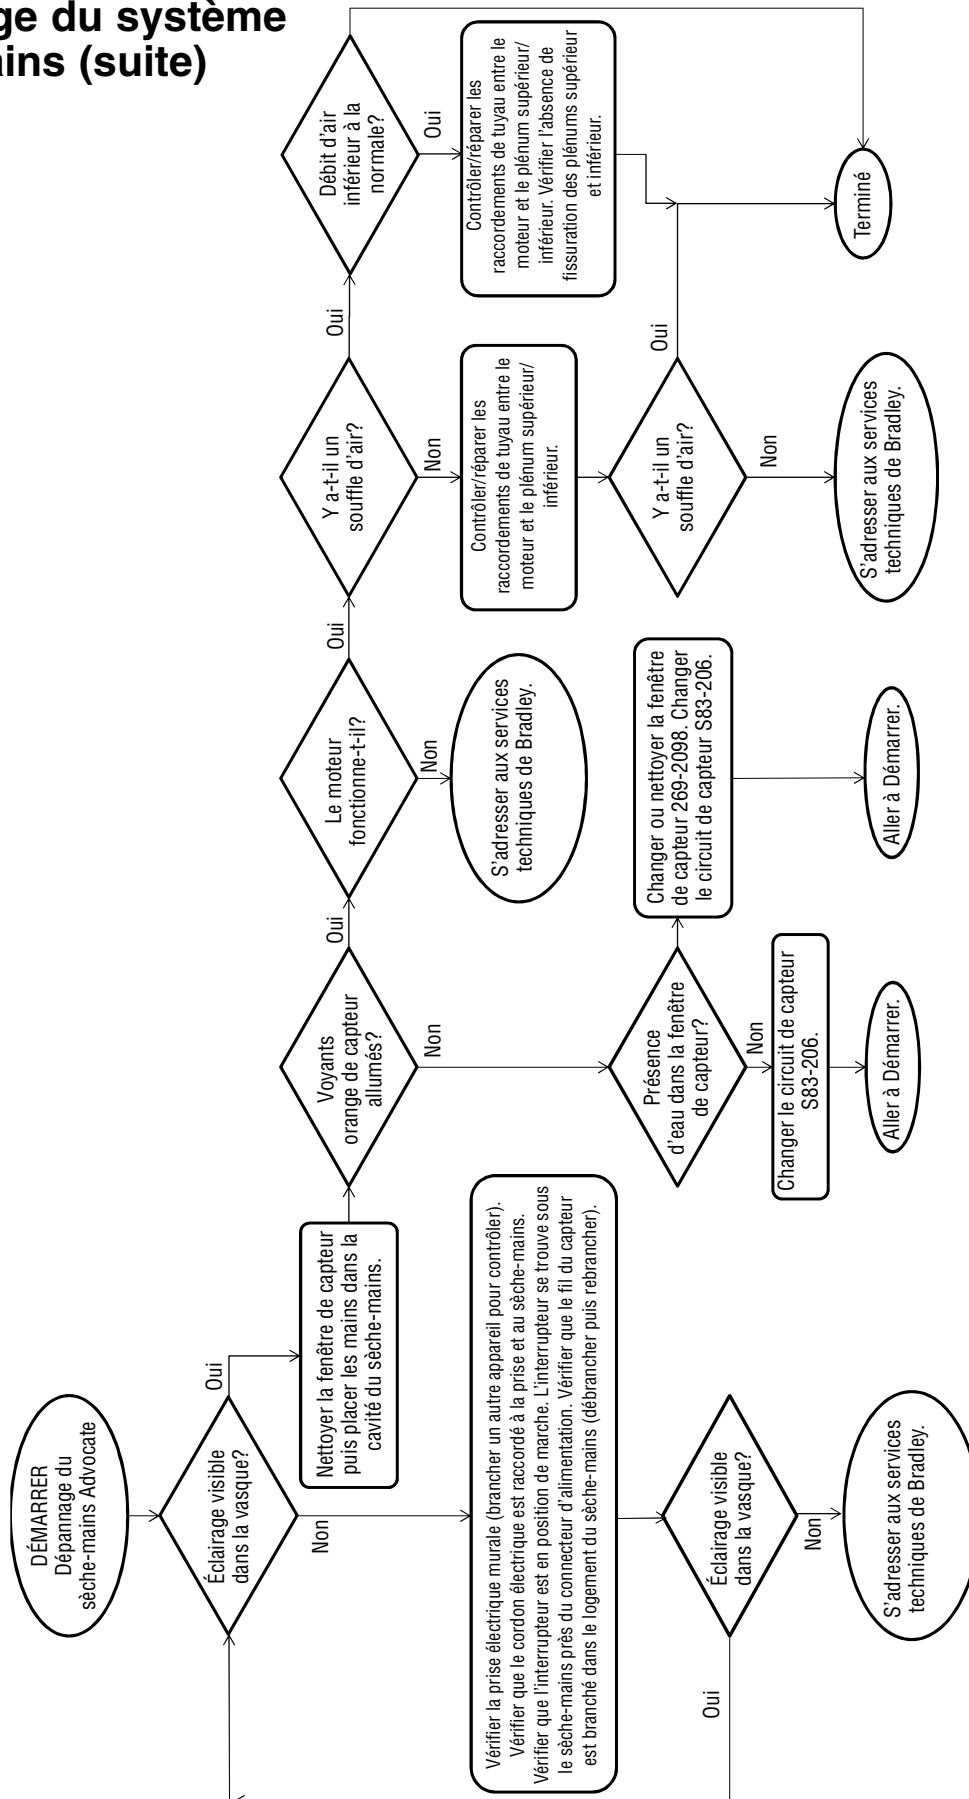 ge du système
ains (suite)
DÉMARRER
Dépannage du
sèche-mains Advocate
Éclairage visible
dans la vasque?
Oui
Non
Nettoyer la fenêtre de capteur
puis placer les mains dans la
cavité du sèche-mains.
Voyants
orange de capteur
allumés?
Oui
Non
Le moteur
fonctionne-t-il?
Oui
Non
S'adresser aux services
techniques de Bradley.
Y a-t-il un
souffle d'air?
Oui
Non
Débit d'air
inférieur à la
normale?
Oui
Contrôler/réparer les
raccordements de tuyau entre le
moteur et le plénum supérieur/
inférieur. Vérifier l'absence de
fissuration des plénums supérieur
et inférieur.
Contrôler/réparer les
raccordements de tuyau entre le
moteur et le plénum supérieur/
inférieur.
Y a-t-il un
souffle d'air?
Oui
Non
Terminé
S'adresser aux services
techniques de Bradley.
Présence
d'eau dans la fenêtre
de capteur?
Non
Changer ou nettoyer la fenêtre
de capteur 269-2098. Changer
le circuit de capteur S83-206.
Aller à Démarrer.
Changer le circuit de capteur
S83-206.
Aller à Démarrer.
Vérifier la prise électrique murale (brancher un autre appareil pour contrôler).
Vérifier que le cordon électrique est raccordé à la prise et au sèche-mains.
Vérifier que l'interrupteur est en position de marche. L'interrupteur se trouve sous
le sèche-mains près du connecteur d'alimentation. Vérifier que le fil du capteur
est branché dans le logement du sèche-mains (débrancher puis rebrancher).
Éclairage visible
dans la vasque?
Oui
Non
S'adresser aux services
techniques de Bradley.